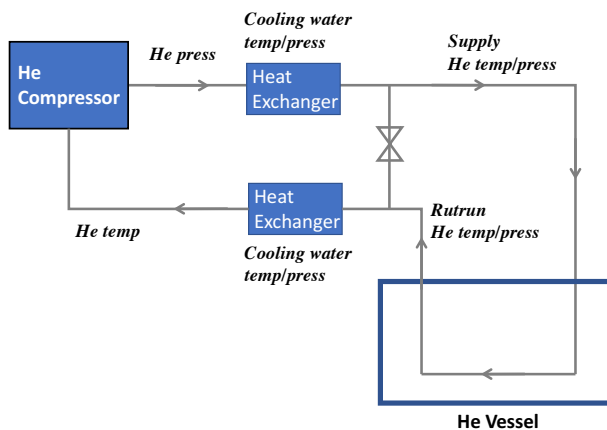 Cooling water
temp/press
He press
Supply
He temp/press
He
Compressor
Heat
Exchanger
Heat
Exchanger
He temp
Cooling water
temp/press
Rutrun
He temp/press
He Vessel